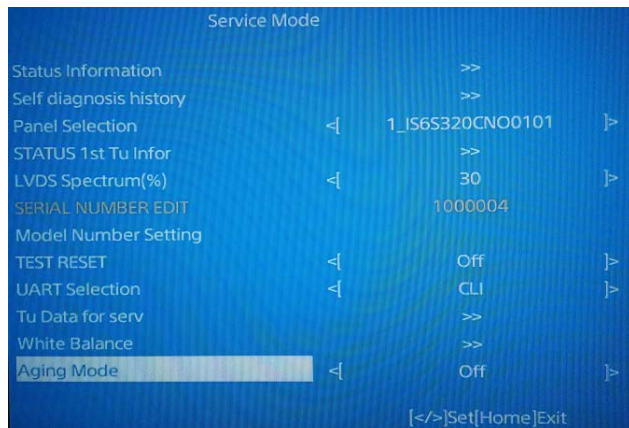 Service Mode
Status Information >>
Self diagnosis history >>
Panel Selection <[ 1_IS6S320CNO0101 ]>
STATUS 1st Tu Infor >>
LVDS Spectrum(%) <[ 30 ]>
SERIAL NUMBER EDIT 1000004
Model Number Setting
TEST RESET <[ Off ]>
UART Selection <[ CLI ]>
Tu Data for serv >>
White Balance >>
Aging Mode <[ Off ]>
[</>]Set[Home]Exit